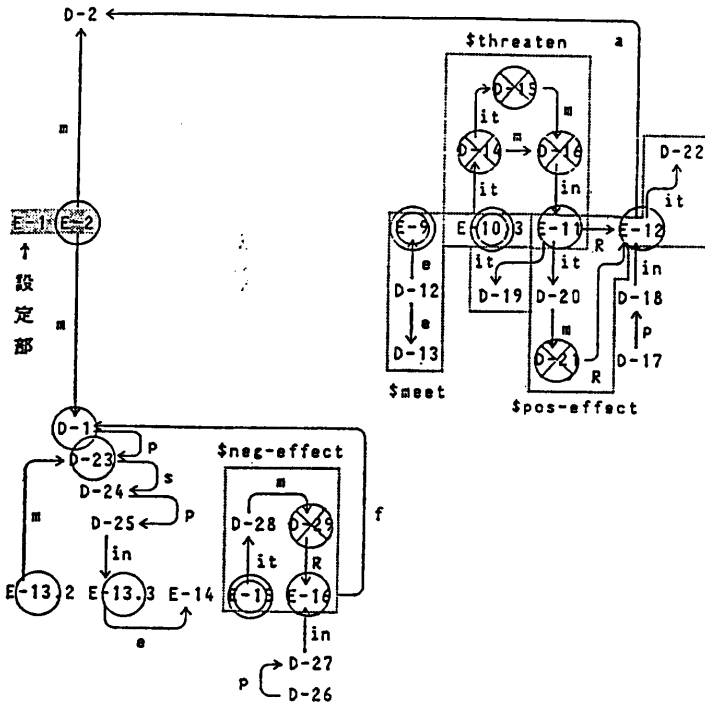 D-2
a
$threaten
D-15
it
m
m
D-14
m
D-16
D-22
it
in
it
E-1
E-2
E-9
E-10.3
E-11
R
E-12
↑
設
定
部
e
it
it
in
D-12
D-19
D-20
D-18
m
e
m
p
D-13
D-21
R
D-17
$meet
$pos-effect
D-1
p
$neg-effect
D-23
s
m
D-24
f
p
m
D-25
D-28
D-29
in
it
R
E-13.2
E-13.3
E-14
E-16
e
in
D-27
p
D-26